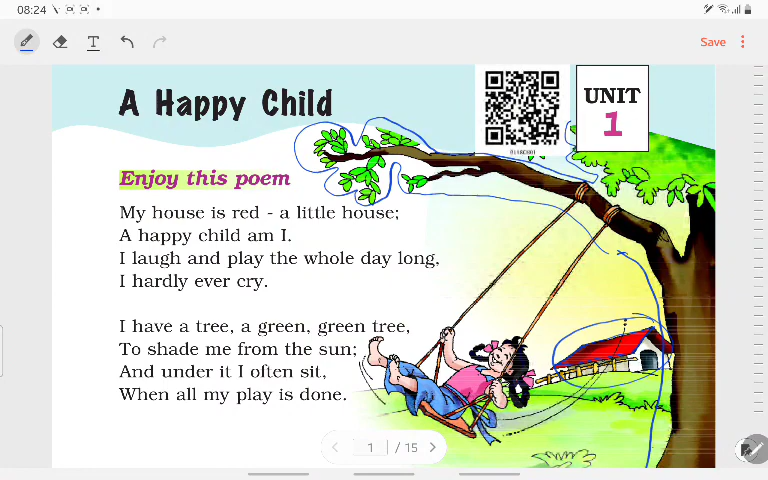 08:24
Save
A Happy Child
UNIT
1
Enjoy this poem
My house is red - a little house;
A happy child am I.
I laugh and play the whole day long,
I hardly ever cry.
I have a tree, a green, green tree,
To shade me from the sun;
And under it I often sit,
When all my play is done.
1 / 15